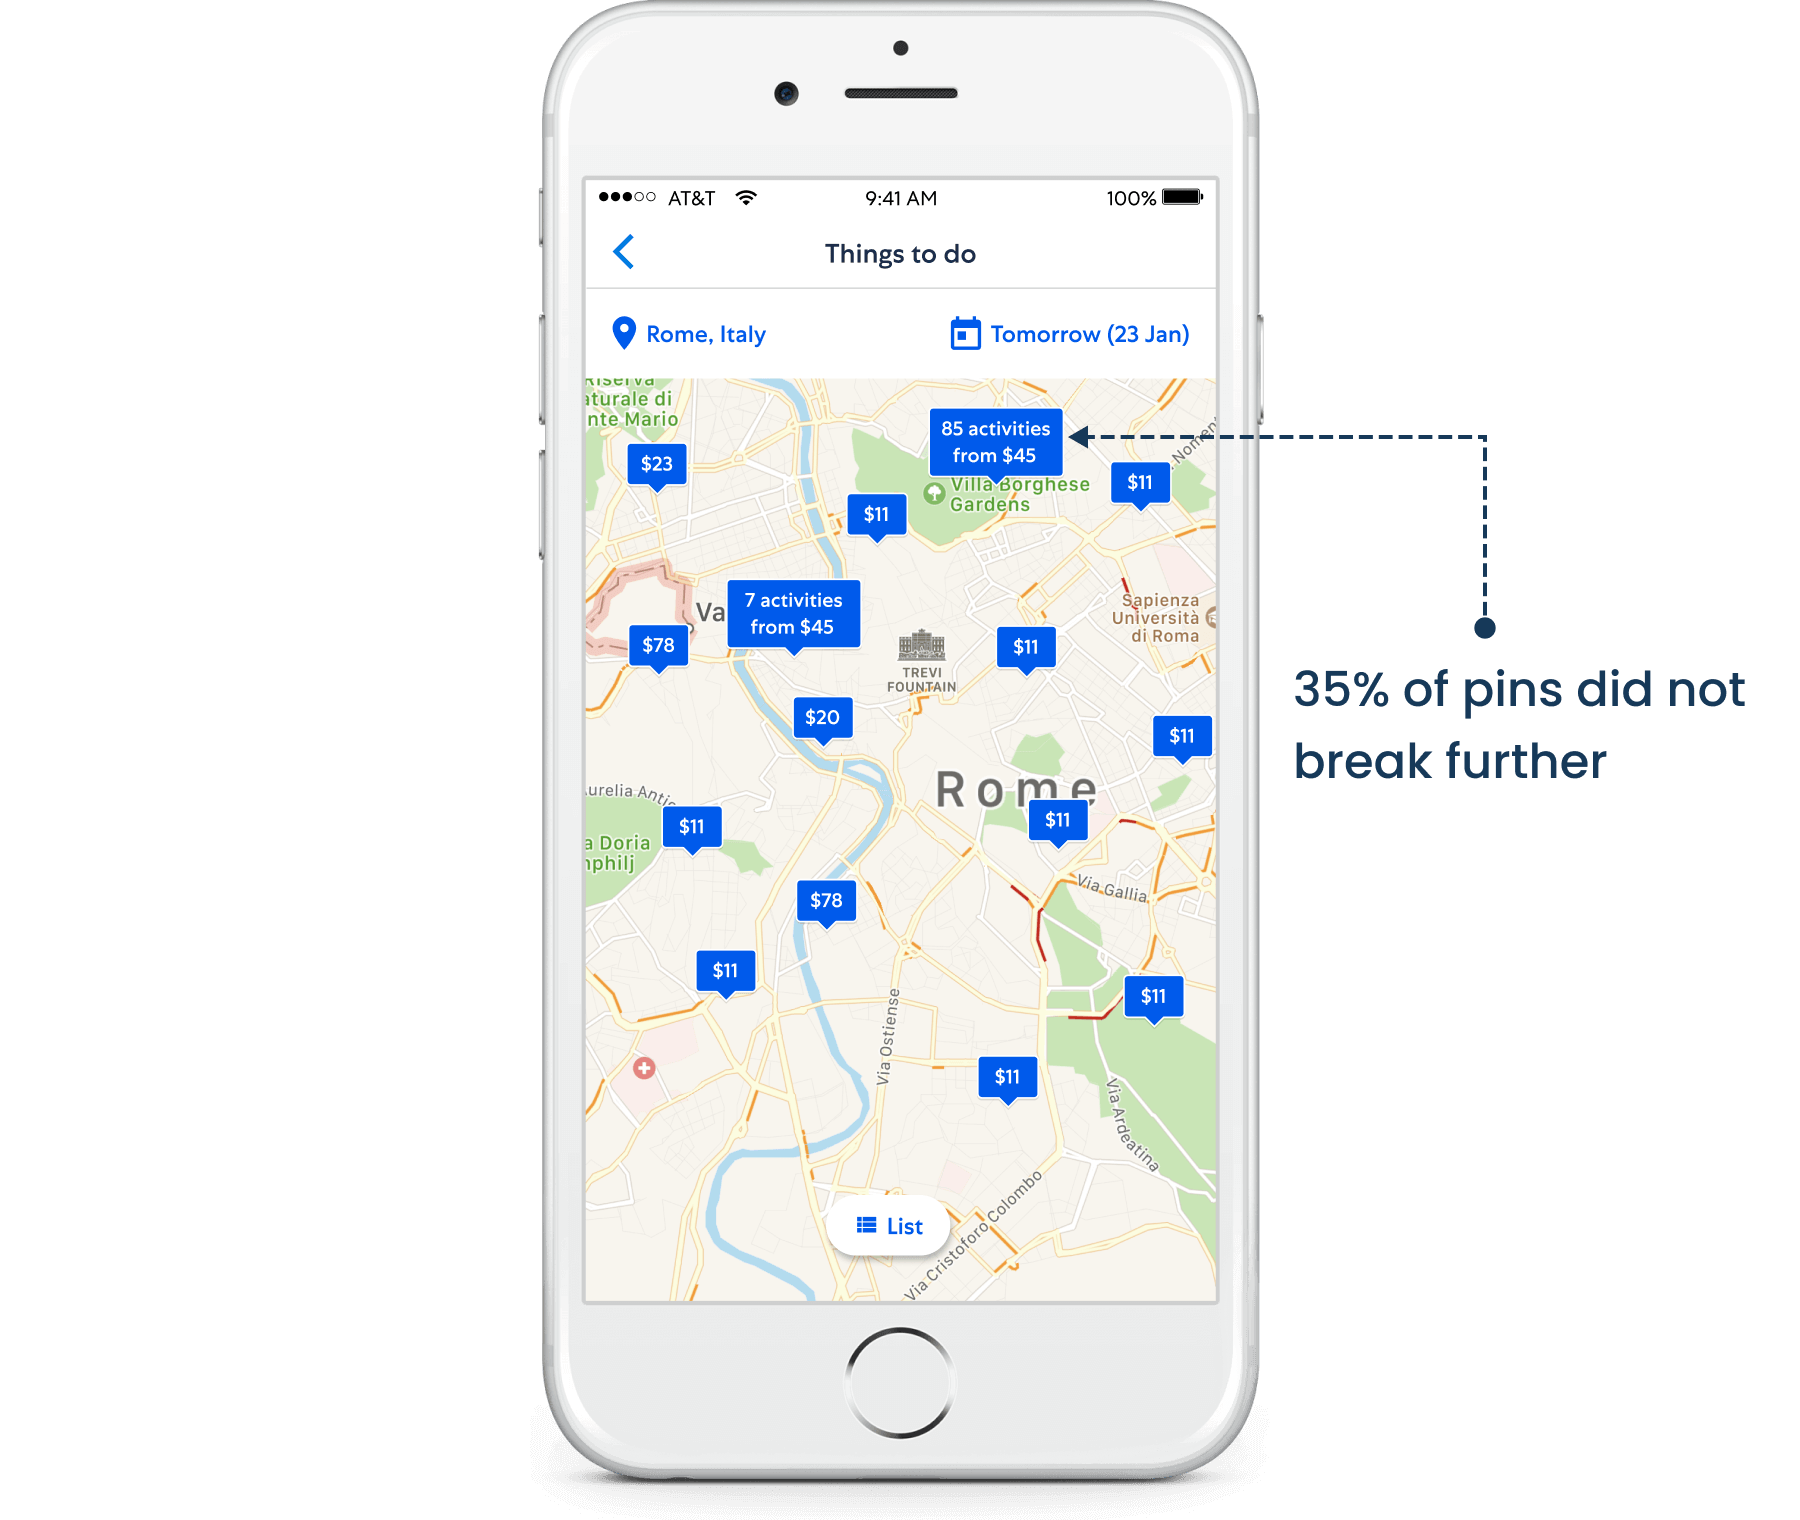 AT&T
9:41 AM
100%
Things to do
Rome, Italy
Tomorrow (23 Jan)
Riserva
aturale di
nte Mario
85 activities
from $45
$23
$11
Nomen
Villa Borghese
Gardens
$11
7 activities
from $45
Va
Sapienza
Università
di Roma
$78
$11
TREVI
FOUNTAIN
35% of pins did not
break further
$20
$11
Rome
urelia Antic
$11
$11
a Doria
mphilj
Via Gallia
$78
$11
$11
Via Ostiense
$11
Via Ardeatina
Via Cristoforo Colombo
List